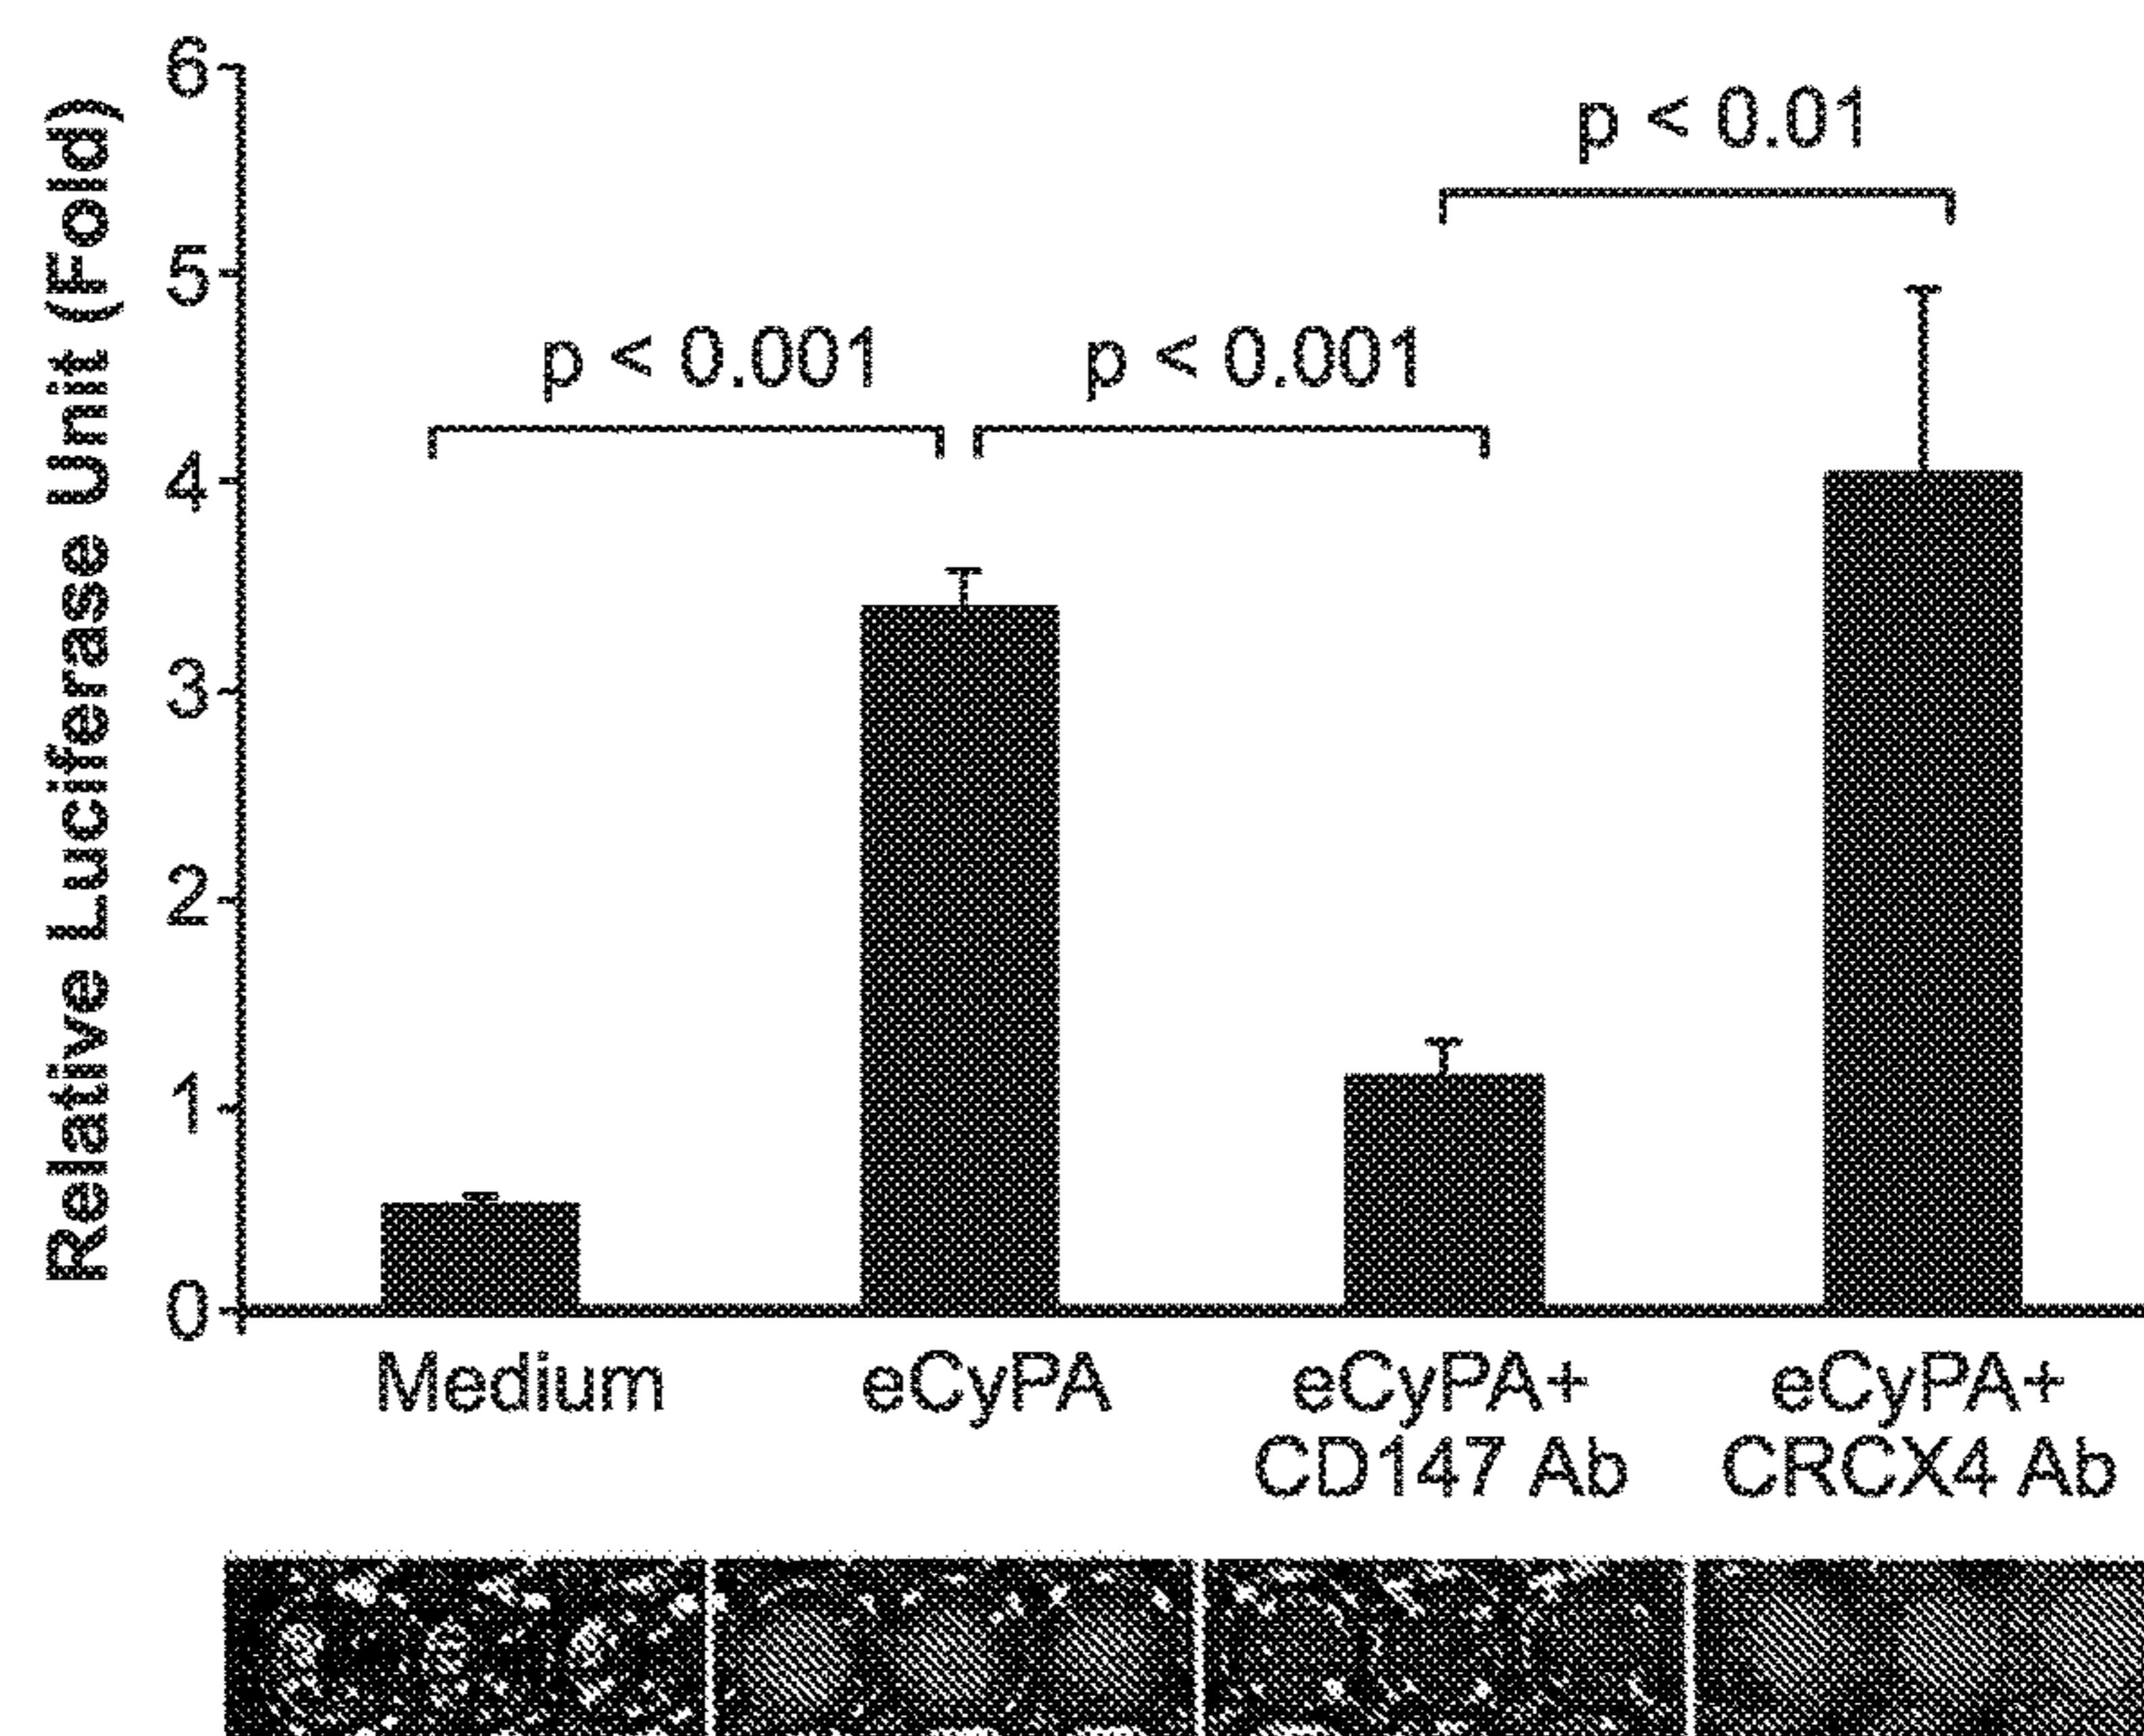 Relative Luciferase Unit (Fold)
6
5
4
3
2
1
0
p < 0.01
p < 0.001
p < 0.001
Medium
eCyPA
eCyPA+
CD147 Ab
eCyPA+
CRCX4 Ab